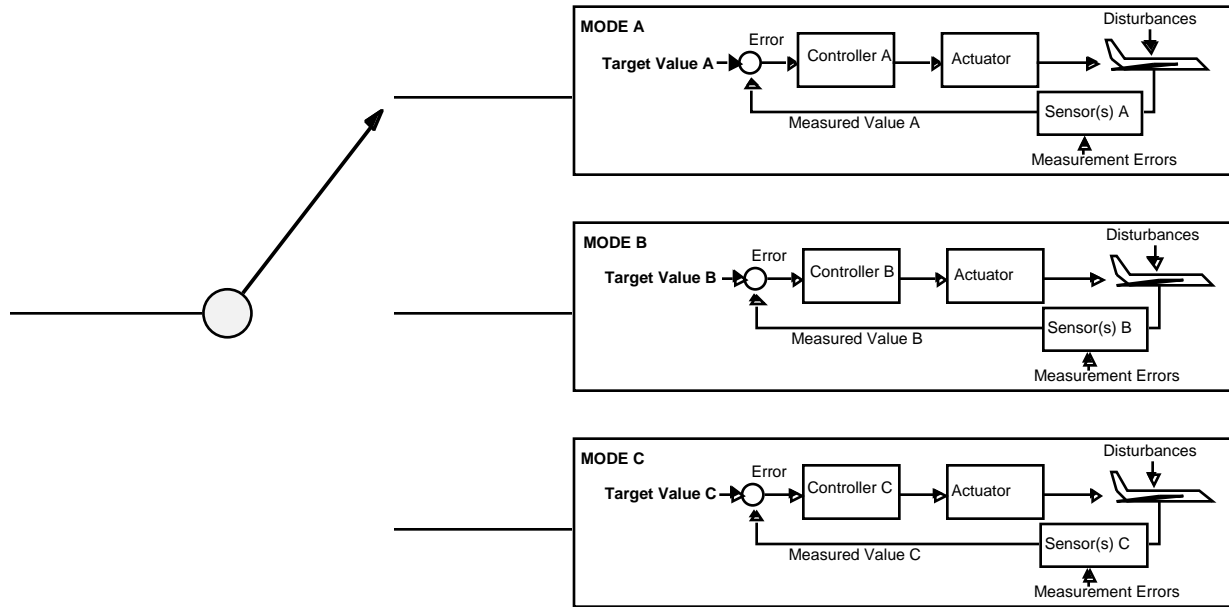 MODE A
Disturbances
Error
Target Value A
Controller A
Actuator
Sensor(s) A
Measured Value A
Measurement Errors
MODE B
Disturbances
Error
Target Value B
Controller B
Actuator
Sensor(s) B
Measured Value B
Measurement Errors
MODE C
Disturbances
Error
Target Value C
Controller C
Actuator
Sensor(s) C
Measured Value C
Measurement Errors